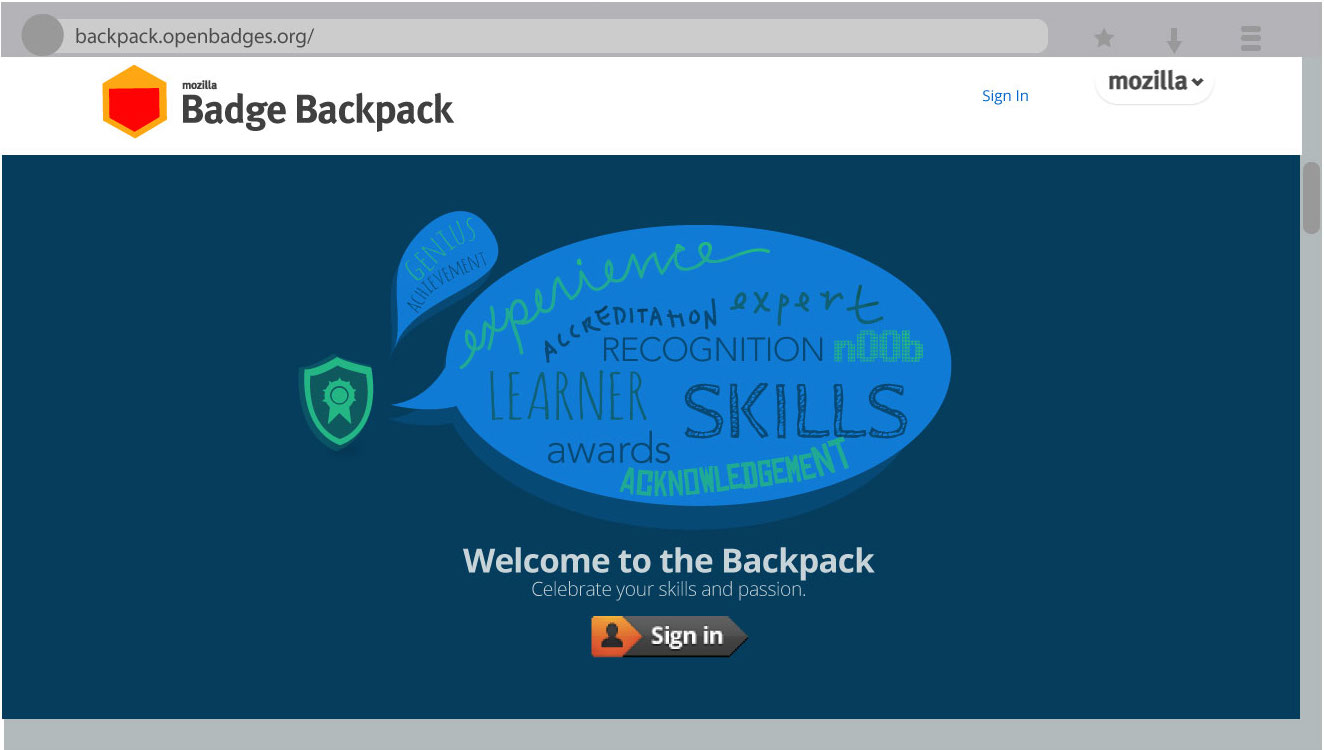 backpack.openbadges.org/
mozilla
Badge Backpack
Sign In
mozilla
GENIUS
ACHIEVEMENT
experience
ACCREDITATION
expert
RECOGNITION
n00b
LEARNER
SKILLS
awards
ACKNOWLEDGEMENT
Welcome to the Backpack
Celebrate your skills and passion.
Sign in